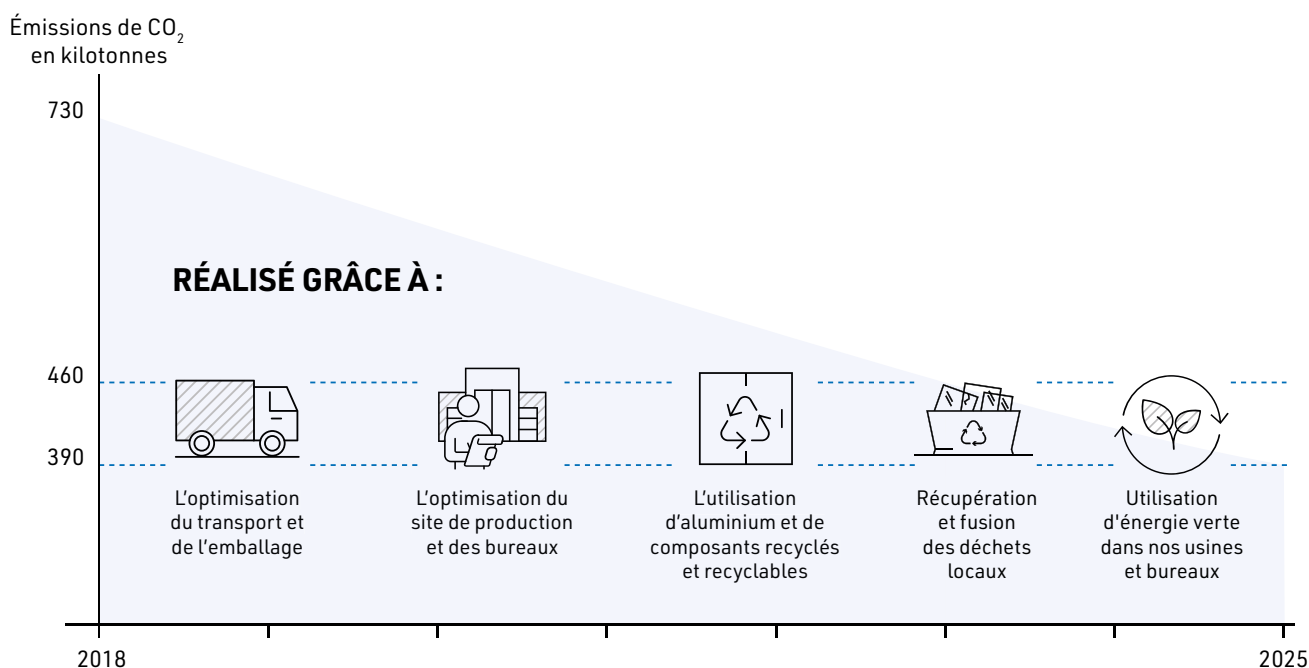 Émissions de CO₂
en kilotonnes
730
RÉALISÉ GRÂCE À :
460
390
L’optimisation
du transport et
de l’emballage
L’optimisation du
site de production
et des bureaux
L’utilisation
d’aluminium et de
composants recyclés
et recyclables
Récupération
et fusion
des déchets
locaux
Utilisation
d'énergie verte
dans nos usines
et bureaux
2018
2025